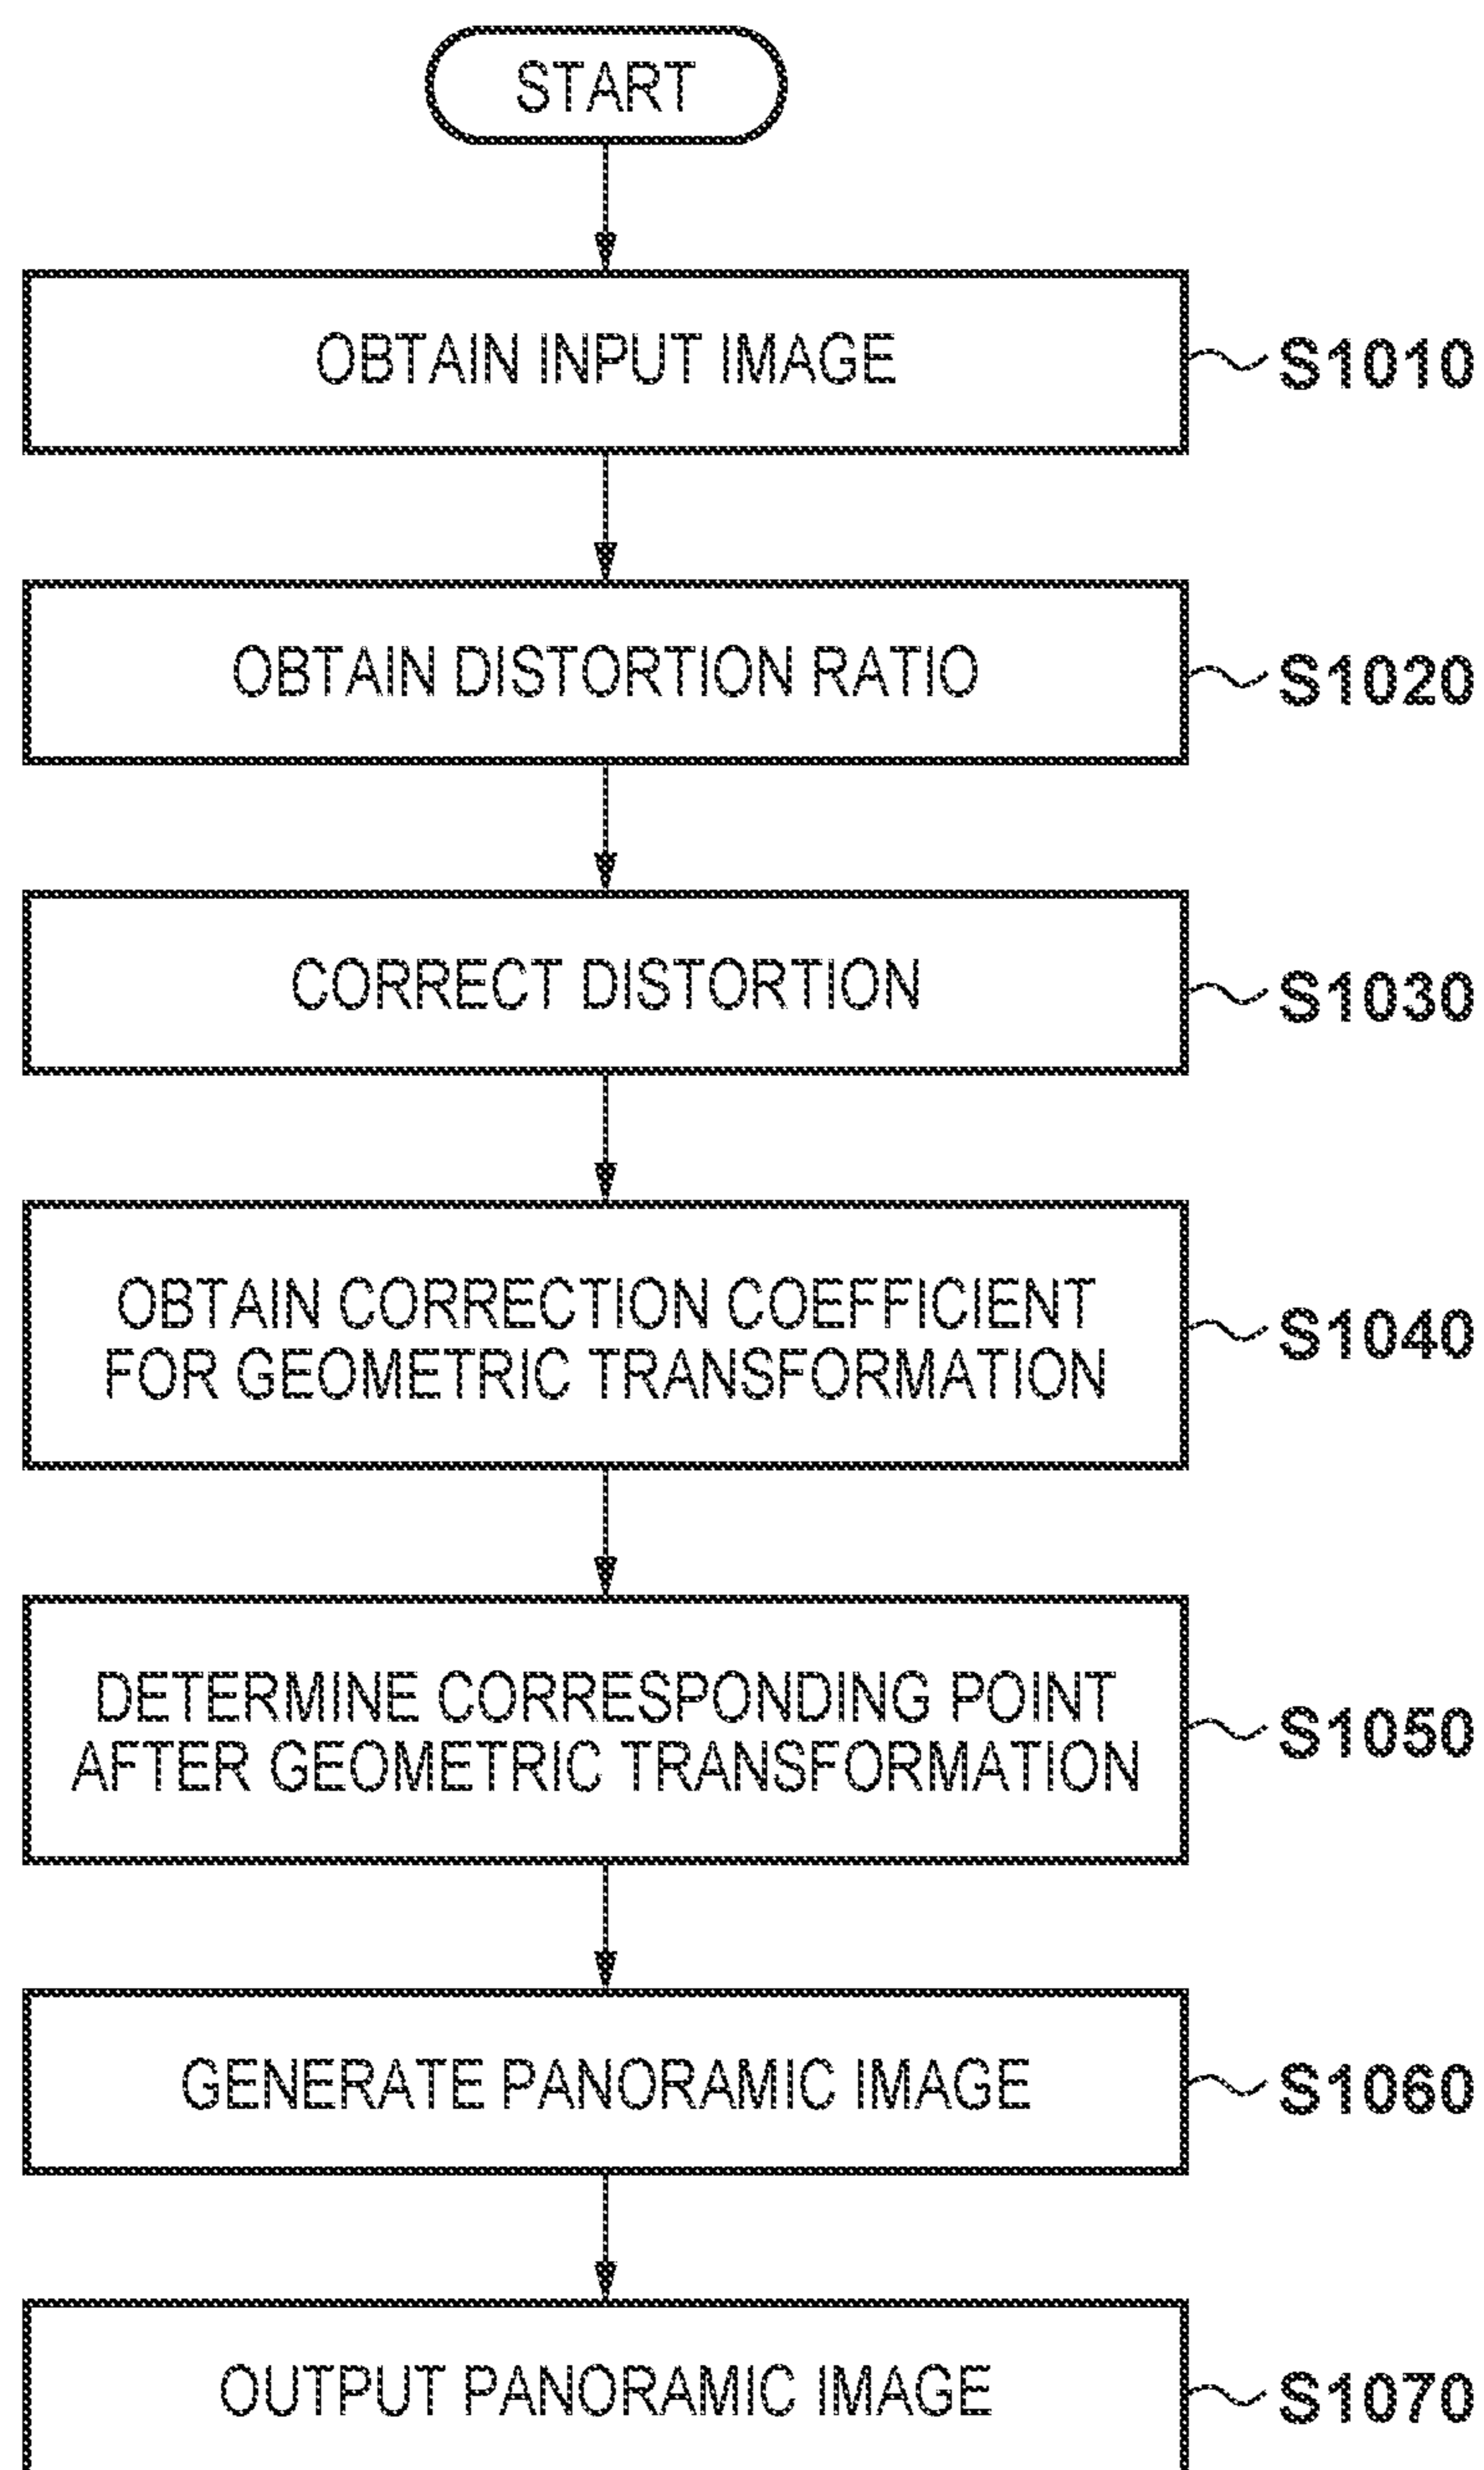 START
OBTAIN INPUT IMAGE
S1010
OBTAIN DISTORTION RATIO
S1020
CORRECT DISTORTION
S1030
OBTAIN CORRECTION COEFFICIENT
FOR GEOMETRIC TRANSFORMATION
S1040
DETERMINE CORRESPONDING POINT
AFTER GEOMETRIC TRANSFORMATION
S1050
GENERATE PANORAMIC IMAGE
S1060
OUTPUT PANORAMIC IMAGE
S1070